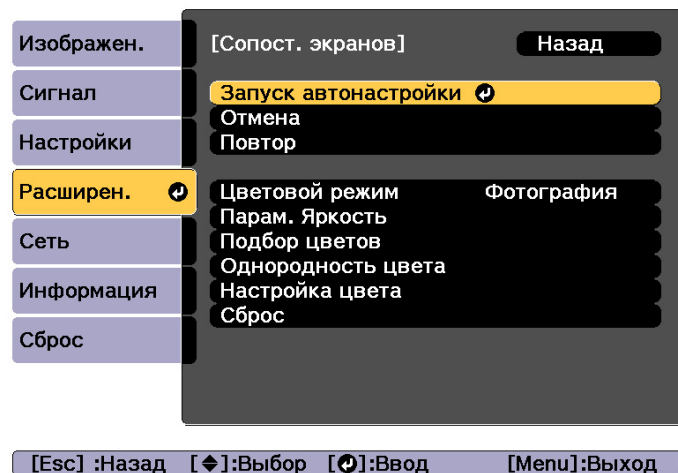 Изображен.
Сигнал
Настройки
Расширен.
Сеть
Информация
Сброс
[Сопост. экранов] Назад
Запуск автонастройки
Отмена
Повтор
Цветовой режим Фотография
Парам. Яркость
Подбор цветов
Однородность цвета
Настройка цвета
Сброс
[Esc] :Назад [◆]:Выбор [↵]:Ввод [Menu]:Выход